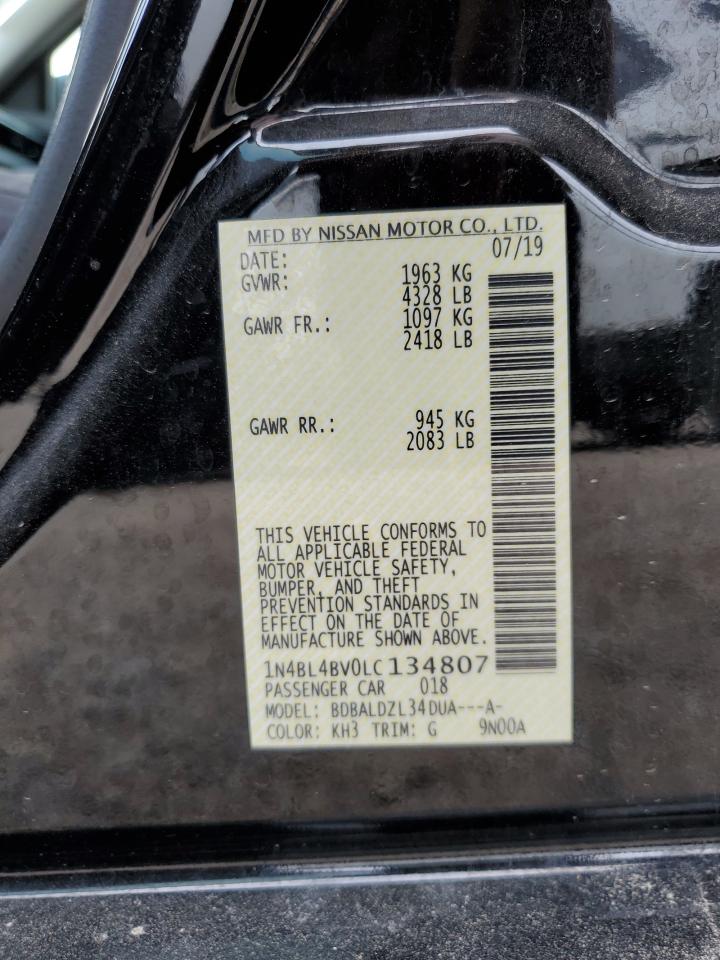 MFD BY NISSAN MOTOR CO., LTD.
DATE: 07/19
GVWR: 1963 KG
4328 LB
GAWR FR.: 1097 KG
2418 LB
GAWR RR.: 945 KG
2083 LB
THIS VEHICLE CONFORMS TO
ALL APPLICABLE FEDERAL
MOTOR VEHICLE SAFETY,
BUMPER, AND THEFT
PREVENTION STANDARDS IN
EFFECT ON THE DATE OF
MANUFACTURE SHOWN ABOVE.
1N4BL4BV0LC134807
PASSENGER CAR 018
MODEL: BDBALDZL34DUA---A-
COLOR: KH3 TRIM: G 9N00A